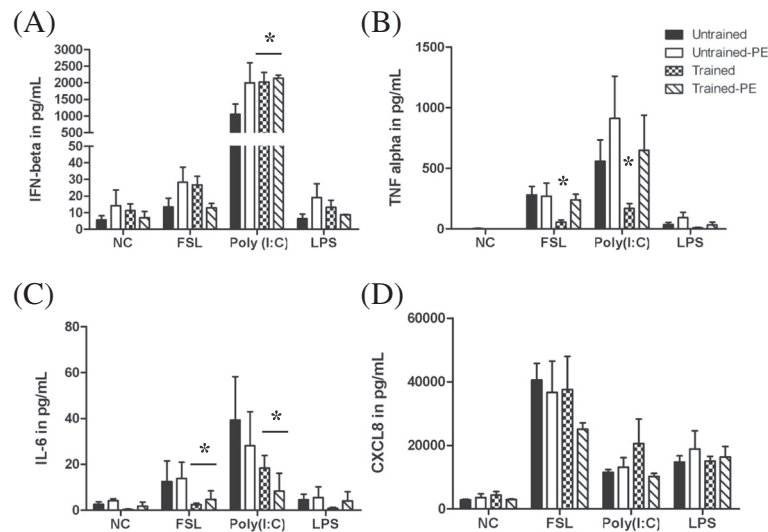 (A)
IFN-beta in pg/mL
3000
2500
2000
1500
1000
500
30
20
10
0
*
NC FSL Poly (I:C) LPS
(B)
TNF alpha in pg/mL
1500
1000
500
0
*
*
NC FSL Poly(I:C) LPS
Untrained
Untrained-PE
Trained
Trained-PE
(C)
IL-6 in pg/mL
80
60
40
20
0
*
*
NC FSL Poly(I:C) LPS
(D)
CXCL8 in pg/mL
60000
40000
20000
0
NC FSL Poly(I:C) LPS